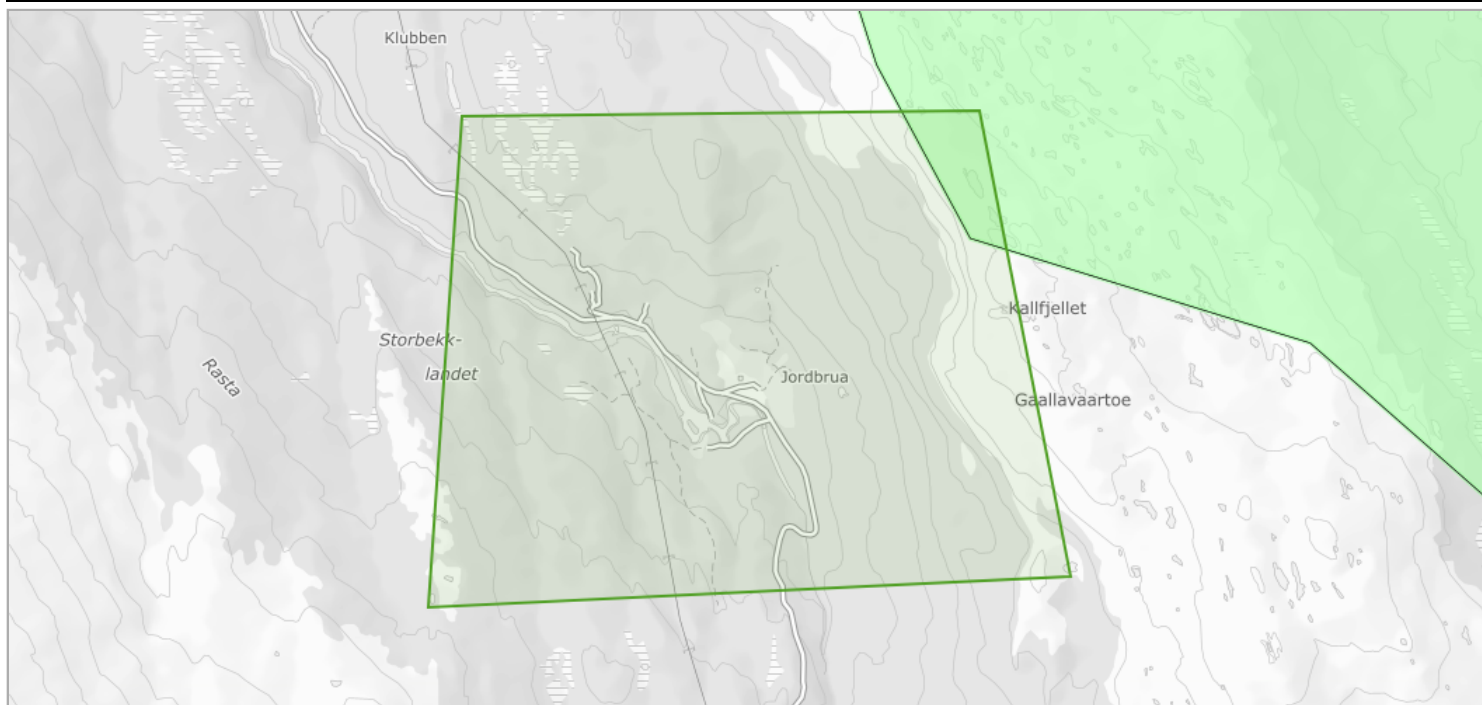 Klubben
Storbekk-
landet
Rasta
Kallfjellet
Jordbrua
Gaallavaartoe